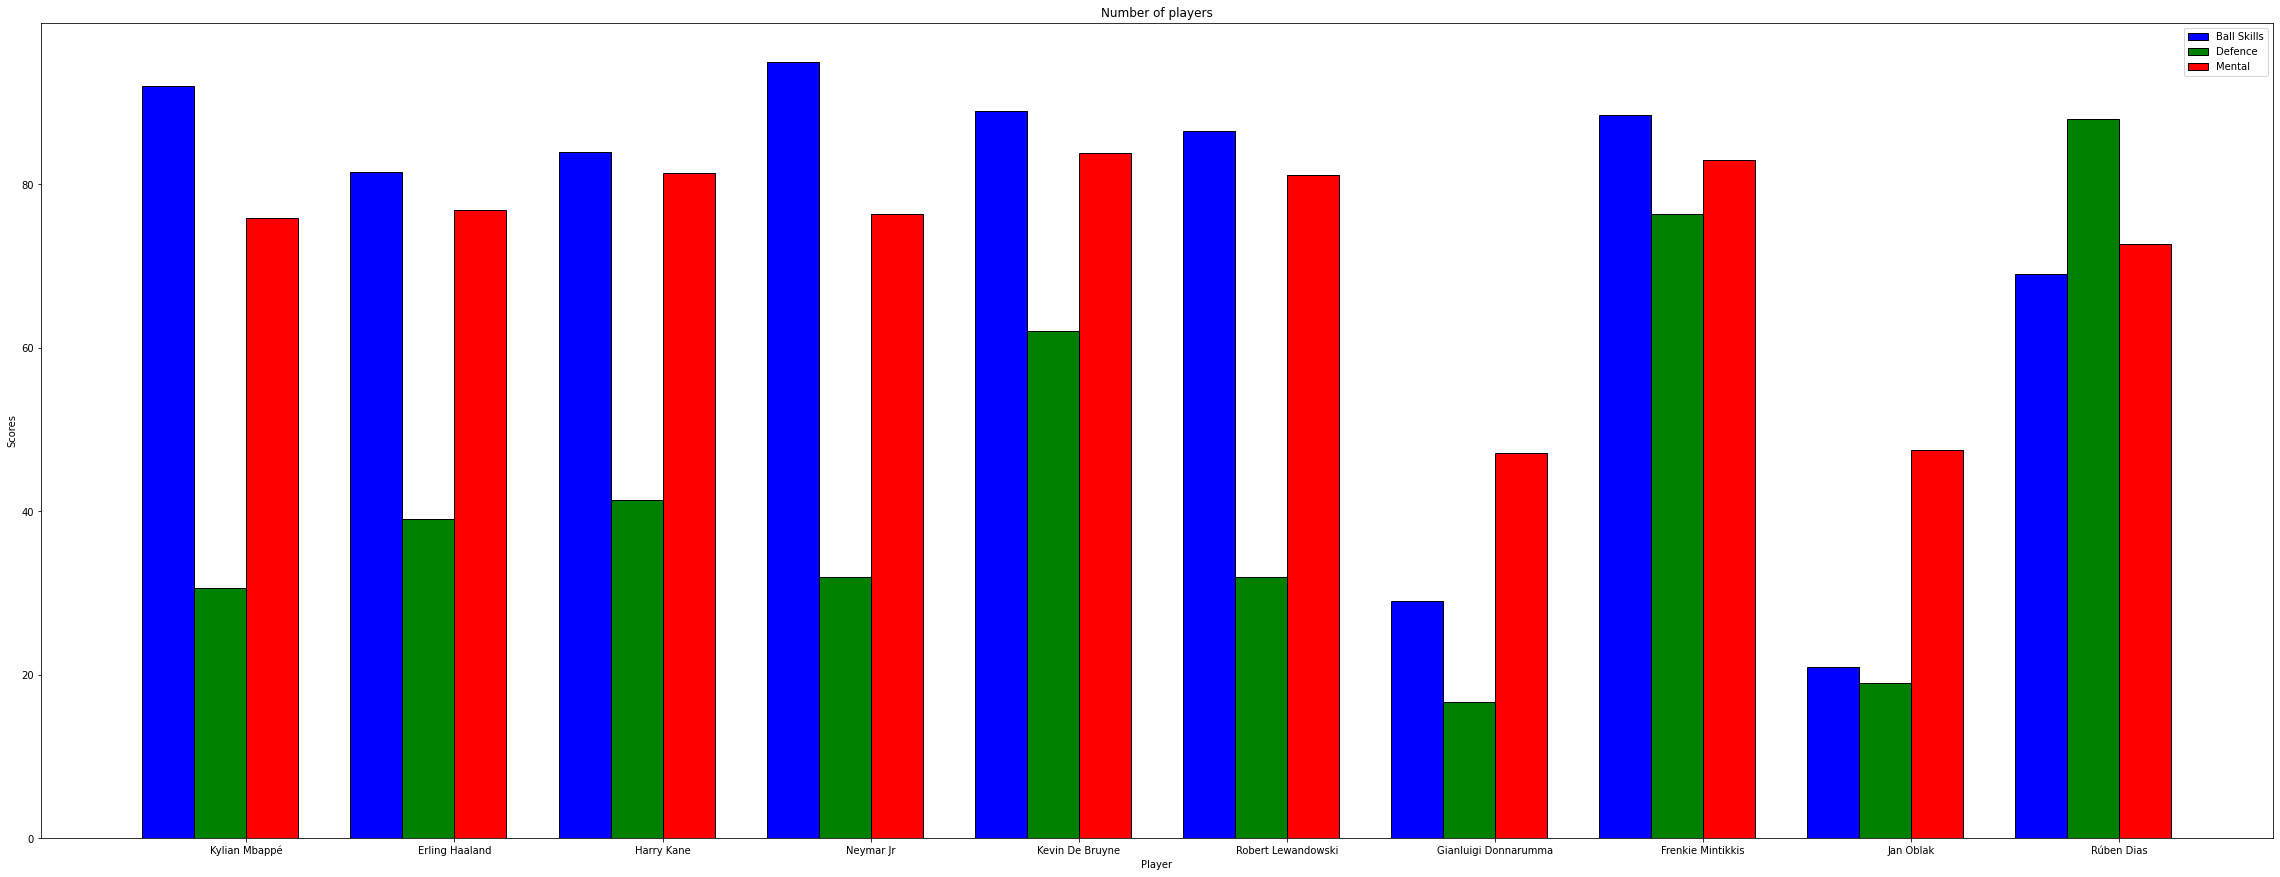 Number of players
Ball Skills
Defence
Mental
Scores
80
60
40
20
0
Kylian Mbappé Erling Haaland Harry Kane Neymar Jr Kevin De Bruyne Robert Lewandowski Gianluigi Donnarumma Frenkie Mintikkis Jan Oblak Rúben Dias
Player